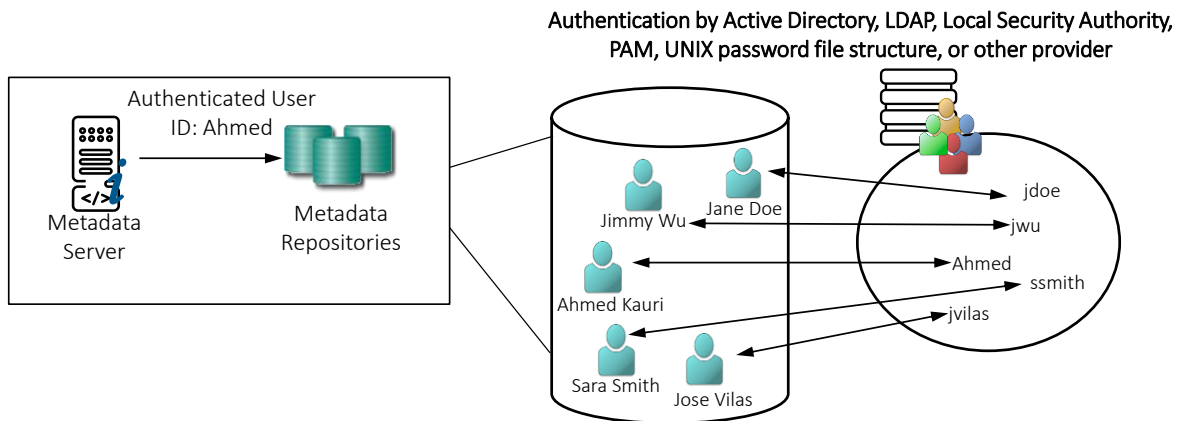 Authentication by Active Directory, LDAP, Local Security Authority,
PAM, UNIX password file structure, or other provider
Authenticated User
ID: Ahmed
</>
i
Metadata
Server
Metadata
Repositories
Jimmy Wu
Jane Doe
Ahmed Kauri
Sara Smith
Jose Vilas
jdoe
jwu
Ahmed
ssmith
jvilas